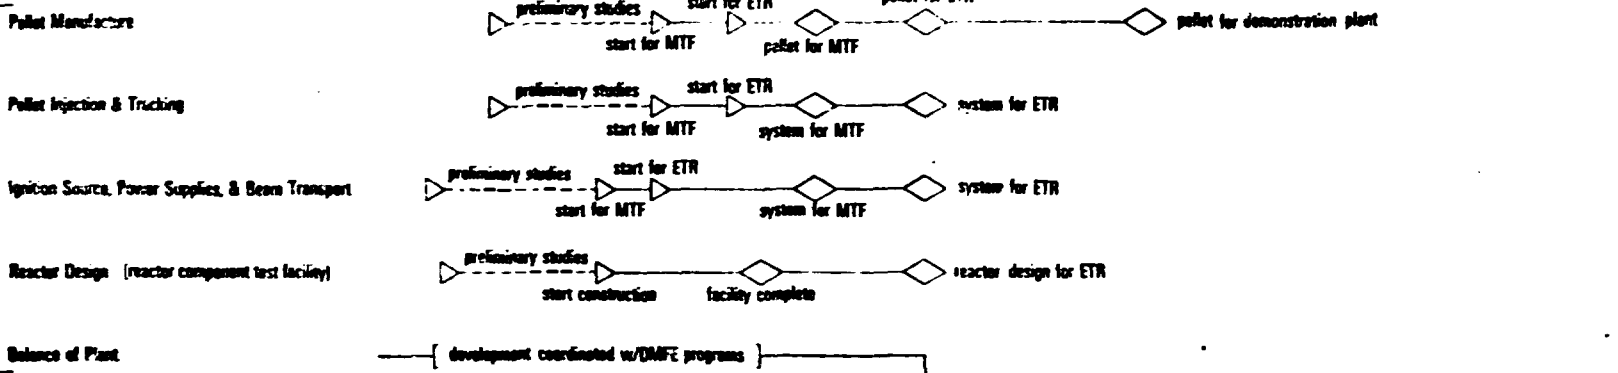 preliminary studies
start for ETR
pellet for ETR
Pellet Manufacture
pellet for demonstration plant
start for MTF
pellet for MTF
preliminary studies
start for ETR
Pellet Injection & Trucking
system for ETR
start for MTF
system for MTF
preliminary studies
start for ETR
Ignition Source, Power Supplies, & Beam Transport
system for ETR
start for MTF
system for MTF
preliminary studies
Reactor Design [reactor component test facility]
reactor design for ETR
start construction
facility complete
Balance of Plant
[ development coordinated w/DMFE programs ]